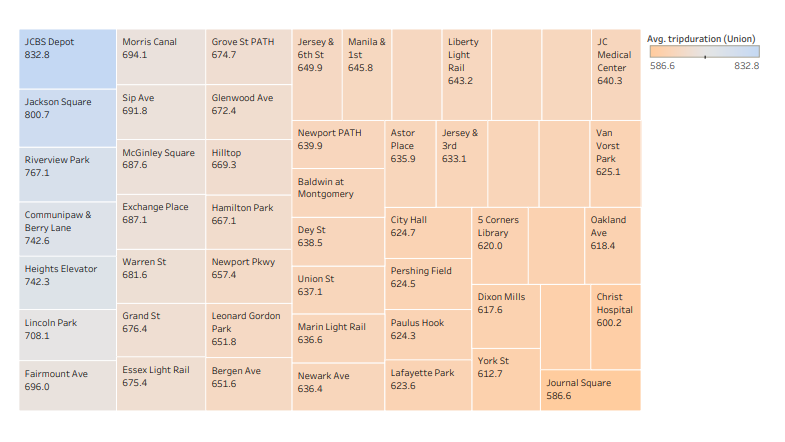 JCBS Depot
832.8
Jackson Square
800.7
Riverview Park
767.1
Communipaw &
Berry Lane
742.6
Heights Elevator
742.3
Lincoln Park
708.1
Fairmount Ave
696.0
Morris Canal
694.1
Sip Ave
691.8
McGinley Square
687.6
Exchange Place
687.1
Warren St
681.6
Grand St
676.4
Essex Light Rail
675.4
Grove St PATH
674.7
Glenwood Ave
672.4
Hilltop
669.3
Hamilton Park
667.1
Newport Pkwy
657.4
Leonard Gordon
Park
651.8
Bergen Ave
651.6
Jersey &
6th St
649.9
Manila &
1st
645.8
Liberty
Light
Rail
643.2
JC
Medical
Center
640.3
Newport PATH
639.9
Baldwin at
Montgomery
Dey St
638.5
Union St
637.1
Marin Light Rail
636.6
Newark Ave
636.4
Astor
Place
635.9
Jersey &
3rd
633.1
Van
Vorst
Park
625.1
City Hall
624.7
Pershing Field
624.5
Paulus Hook
624.3
Lafayette Park
623.6
5 Corners
Library
620.0
Oakland
Ave
618.4
Dixon Mills
617.6
York St
612.7
Christ
Hospital
600.2
Journal Square
586.6
Avg. tripduration (Union)
586.6
832.8